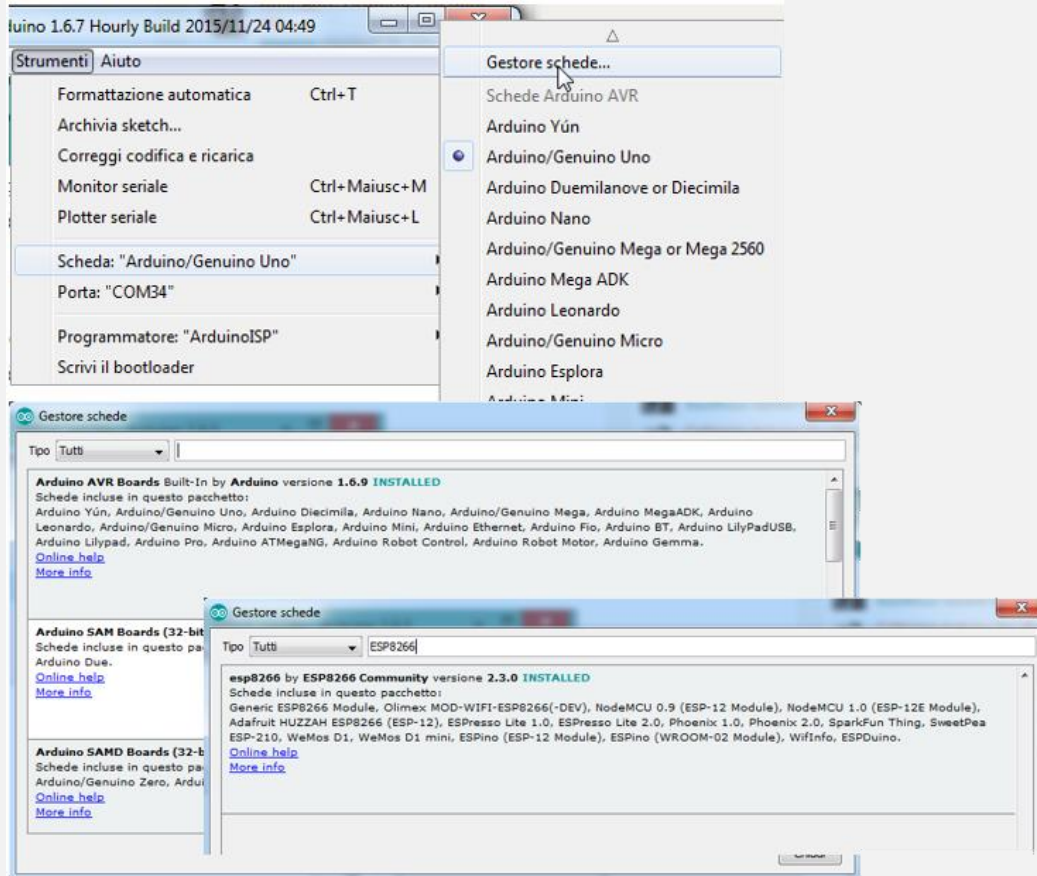 duino 1.6.7 Hourly Build 2015/11/24 04:49
Strumenti Aiuto
Formattazione automatica Ctrl+T
Archivia sketch...
Correggi codifica e ricarica
Monitor seriale Ctrl+Maiusc+M
Plotter seriale Ctrl+Maiusc+L
Scheda: "Arduino/Genuino Uno"
Porta: "COM34"
Programmatore: "ArduinoISP"
Scrivi il bootloader
Gestore schede...
Schede Arduino AVR
Arduino Yún
Arduino/Genuino Uno
Arduino Duemilanove or Diecimila
Arduino Nano
Arduino/Genuino Mega or Mega 2560
Arduino Mega ADK
Arduino Leonardo
Arduino/Genuino Micro
Arduino Esplora
Arduino Mini
Gestore schede
Tipo Tutti
Arduino AVR Boards Built-In by Arduino versione 1.6.9 INSTALLED
Schede incluse in questo pacchetto:
Arduino Yún, Arduino/Genuino Uno, Arduino Diecimila, Arduino Nano, Arduino/Genuino Mega, Arduino MegaADK, Arduino
Leonardo, Arduino/Genuino Micro, Arduino Esplora, Arduino Mini, Arduino Ethernet, Arduino Fio, Arduino BT, Arduino LilyPadUSB,
Arduino Lilypad, Arduino Pro, Arduino ATMegaNG, Arduino Robot Control, Arduino Robot Motor, Arduino Gemma.
Online help
More info
Arduino SAM Boards (32-bit
Schede incluse in questo pa
Arduino Due.
Online help
More info
Arduino SAMD Boards (32-b
Schede incluse in questo pa
Arduino/Genuino Zero, Ardui
Online help
More info
Gestore schede
Tipo Tutti ESP8266
esp8266 by ESP8266 Community versione 2.3.0 INSTALLED
Schede incluse in questo pacchetto:
Generic ESP8266 Module, Olimex MOD-WIFI-ESP8266(-DEV), NodeMCU 0.9 (ESP-12 Module), NodeMCU 1.0 (ESP-12E Module),
Adafruit HUZZAH ESP8266 (ESP-12), ESPresso Lite 1.0, ESPresso Lite 2.0, Phoenix 1.0, Phoenix 2.0, SparkFun Thing, SweetPea
ESP-210, WeMos D1, WeMos D1 mini, ESPino (ESP-12 Module), ESPino (WROOM-02 Module), WifInfo, ESPDuino.
Online help
More info